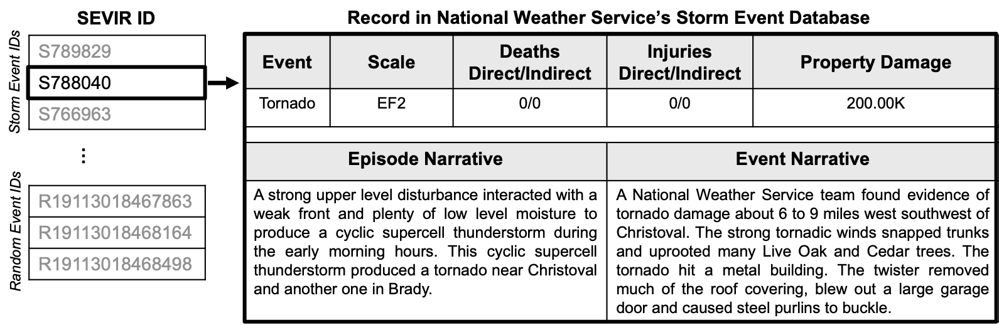 SEVIR ID
Storm Event IDs
S789829
S788040
S766963
⋮
Random Event IDs
R19113018467863
R19113018468164
R19113018468498
Record in National Weather Service's Storm Event Database
Event
Scale
Deaths
Direct/Indirect
Injuries
Direct/Indirect
Property Damage
Tornado
EF2
0/0
0/0
200.00K
Episode Narrative
A strong upper level disturbance interacted with a
weak front and plenty of low level moisture to
produce a cyclic supercell thunderstorm during
the early morning hours. This cyclic supercell
thunderstorm produced a tornado near Christoval
and another one in Brady.
Event Narrative
A National Weather Service team found evidence of
tornado damage about 6 to 9 miles west southwest of
Christoval. The strong tornadic winds snapped trunks
and uprooted many Live Oak and Cedar trees. The
tornado hit a metal building. The twister removed
much of the roof covering, blew out a large garage
door and caused steel purlins to buckle.